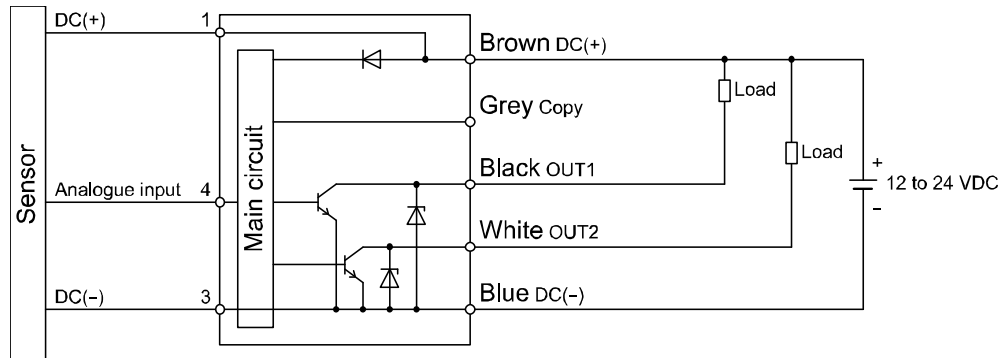 DC(+)
1
Brown DC(+)
Load
Grey Copy
Load
Sensor
Main circuit
Black OUT1
Analogue input
4
+
12 to 24 VDC
−
White OUT2
DC(−)
3
Blue DC(−)